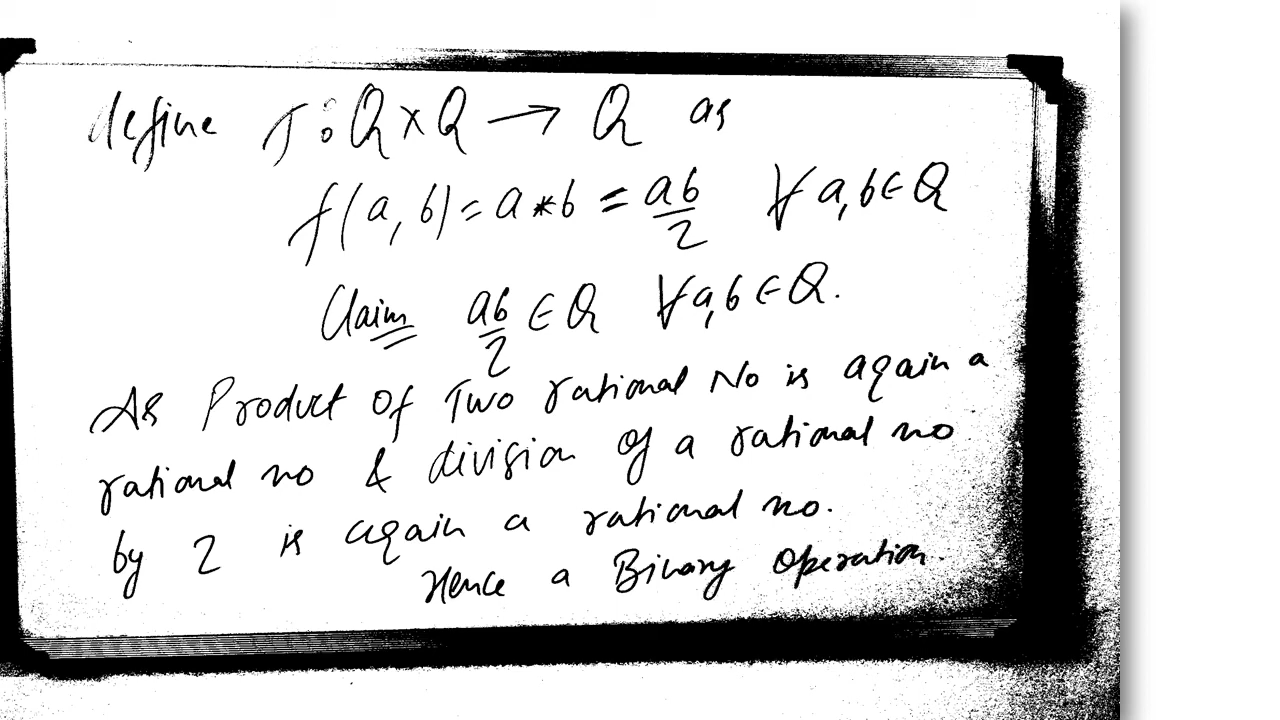 define f : Q × Q → Q as
f(a, b) = a * b = ab/2 ∀ a, b ∈ Q
Claim ab/2 ∈ Q ∀ a, b ∈ Q.
As Product of Two rational No is again a
rational no & division of a rational no
by 2 is again a rational no.
Hence a Binary Operation.